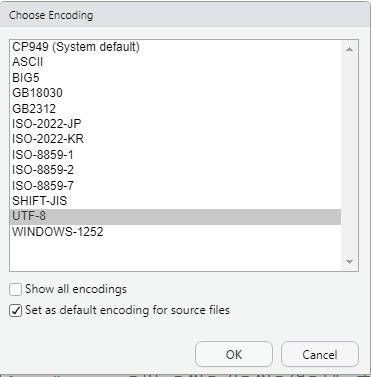 Choose Encoding
CP949 (System default)
ASCII
BIG5
GB18030
GB2312
ISO-2022-JP
ISO-2022-KR
ISO-8859-1
ISO-8859-2
ISO-8859-7
SHIFT-JIS
UTF-8
WINDOWS-1252
Show all encodings
Set as default encoding for source files
OK
Cancel